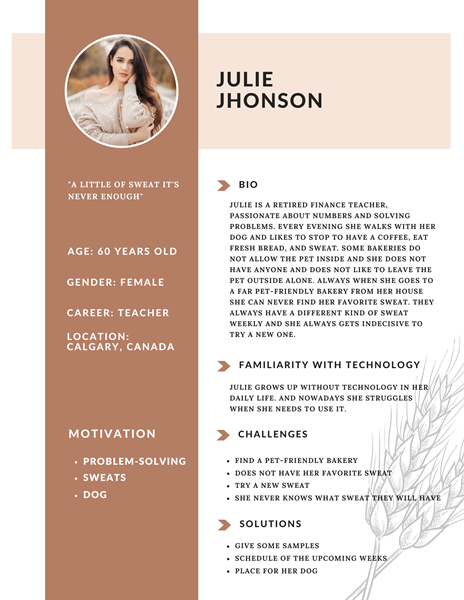 JULIE
JHONSON
"A LITTLE OF SWEAT IT'S
NEVER ENOUGH"
AGE: 60 YEARS OLD
GENDER: FEMALE
CAREER: TEACHER
LOCATION:
CALGARY, CANADA
MOTIVATION
• PROBLEM-SOLVING
• SWEATS
• DOG
BIO
JULIE IS A RETIRED FINANCE TEACHER,
PASSIONATE ABOUT NUMBERS AND SOLVING
PROBLEMS. EVERY EVENING SHE WALKS WITH HER
DOG AND LIKES TO STOP TO HAVE A COFFEE, EAT
FRESH BREAD, AND SWEAT. SOME BAKERIES DO
NOT ALLOW THE PET INSIDE AND SHE DOES NOT
HAVE ANYONE AND DOES NOT LIKE TO LEAVE THE
PET OUTSIDE ALONE. ALWAYS WHEN SHE GOES TO
A FAR PET-FRIENDLY BAKERY FROM HER HOUSE
SHE CAN NEVER FIND HER FAVORITE SWEAT. THEY
ALWAYS HAVE A DIFFERENT KIND OF SWEAT
WEEKLY AND SHE ALWAYS GETS INDECISIVE TO
TRY A NEW ONE.
FAMILIARITY WITH TECHNOLOGY
JULIE GROWS UP WITHOUT TECHNOLOGY IN HER
DAILY LIFE. AND NOWADAYS SHE STRUGGLES
WHEN SHE NEEDS TO USE IT.
CHALLENGES
• FIND A PET-FRIENDLY BAKERY
• DOES NOT HAVE HER FAVORITE SWEAT
• TRY A NEW SWEAT
• SHE NEVER KNOWS WHAT SWEAT THEY WILL HAVE
SOLUTIONS
• GIVE SOME SAMPLES
• SCHEDULE OF THE UPCOMING WEEKS
• PLACE FOR HER DOG